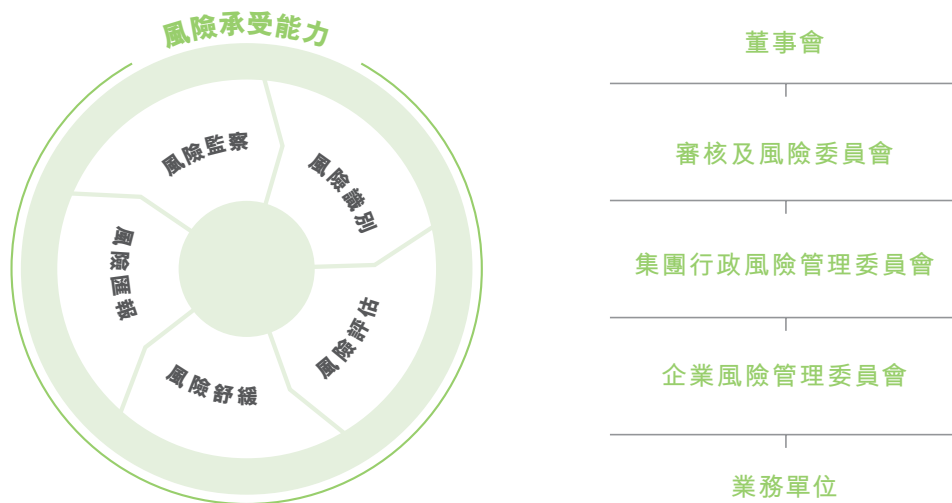 風險承受能力
風險監察
風險識別
風險評估
風險舒緩
風險匯報
董事會
審核及風險委員會
集團行政風險管理委員會
企業風險管理委員會
業務單位